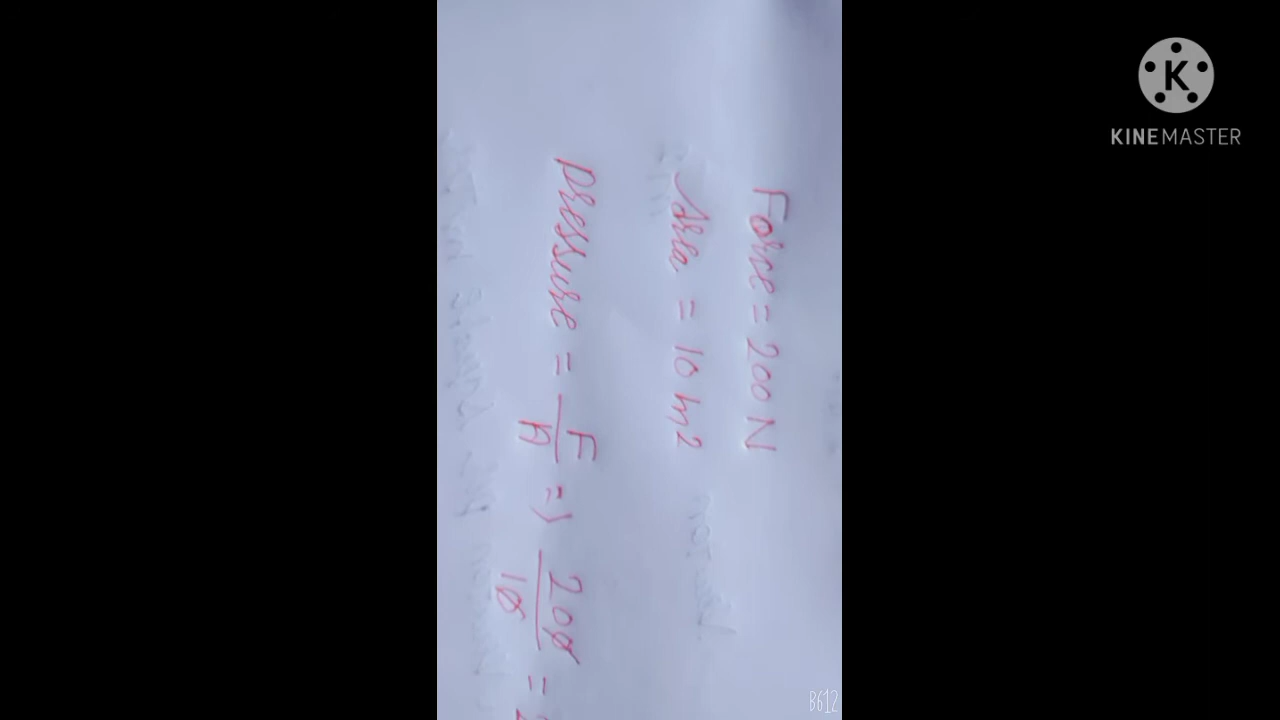 Force = 200 N
Area = 10 m2
Pressure = F/A => 200/10 =
KINEMASTER
B612